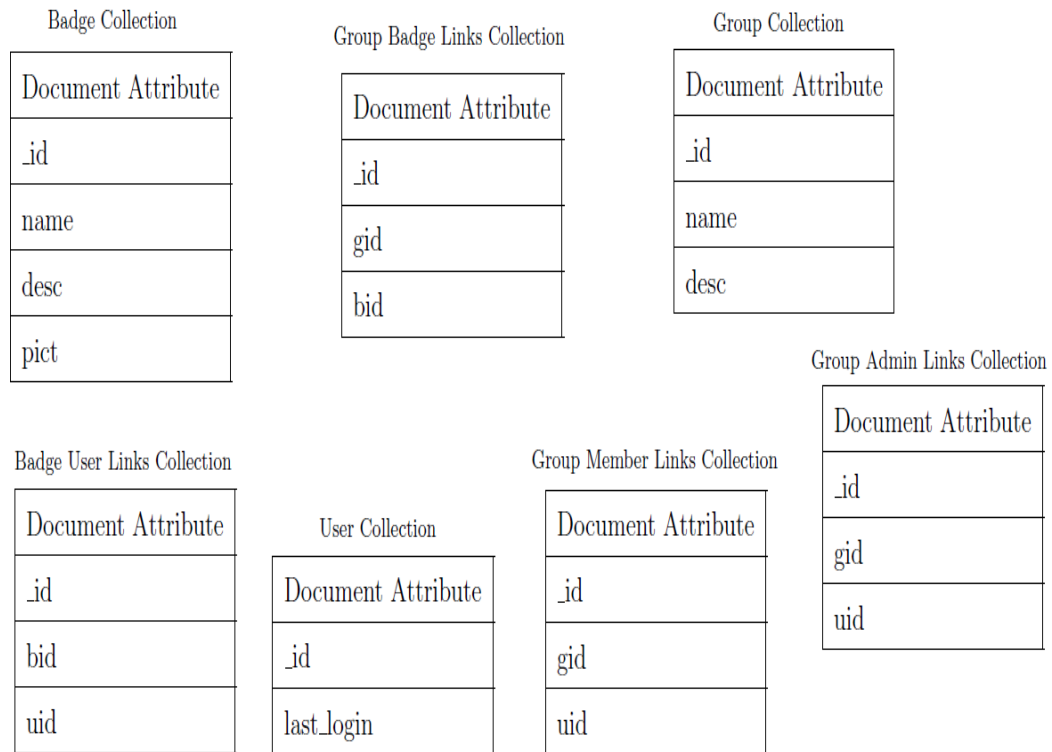 Badge Collection
Document Attribute
_id
name
desc
pict
Group Badge Links Collection
Document Attribute
_id
gid
bid
Group Collection
Document Attribute
_id
name
desc
Group Admin Links Collection
Document Attribute
_id
gid
uid
Badge User Links Collection
Document Attribute
_id
bid
uid
User Collection
Document Attribute
_id
last_login
Group Member Links Collection
Document Attribute
_id
gid
uid